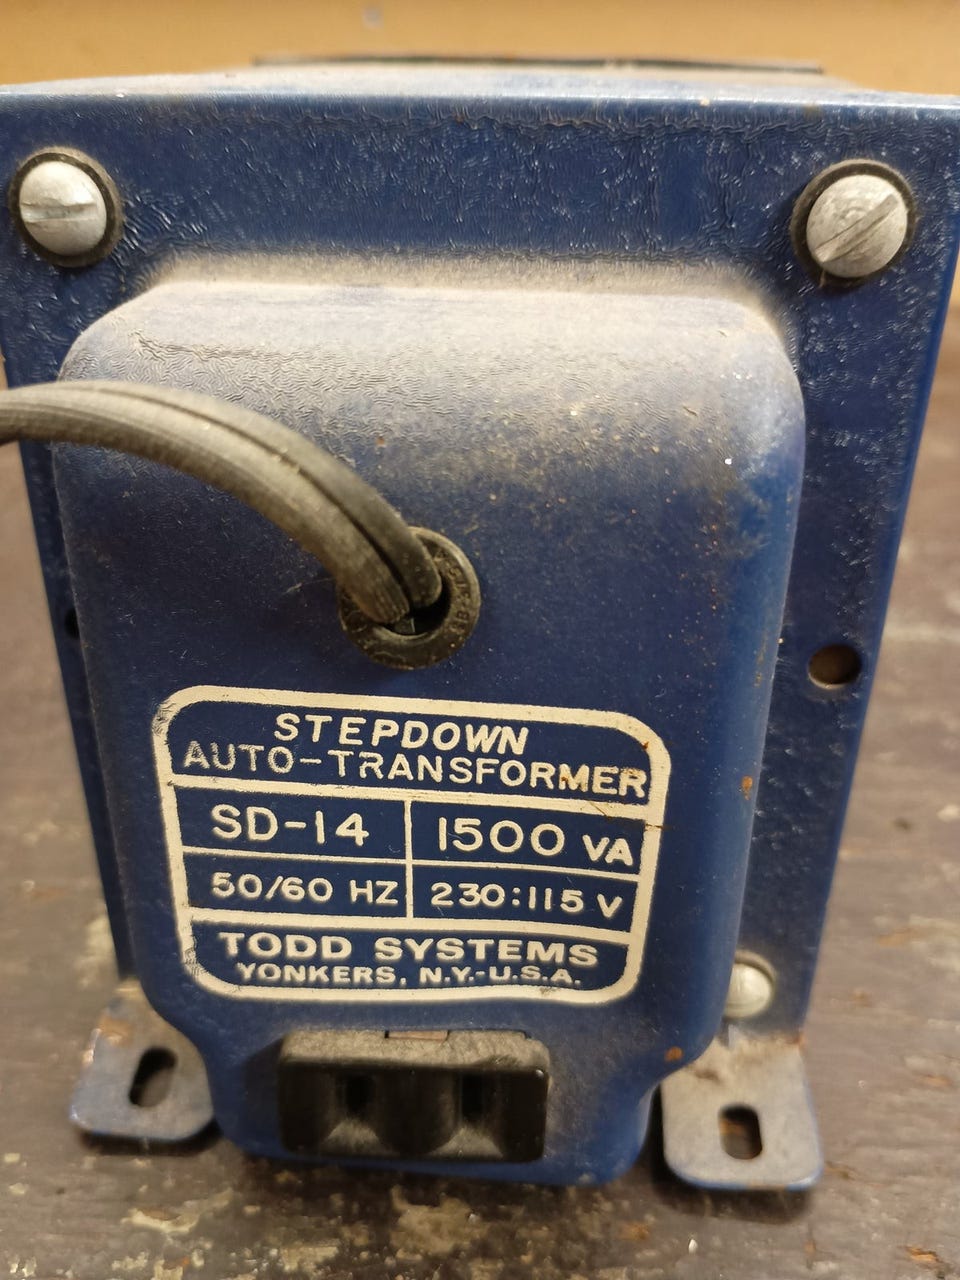 STEPDOWN
AUTO-TRANSFORMER
SD-14
1500 VA
50/60 HZ
230:115 V
TODD SYSTEMS
YONKERS, N.Y.-U.S.A.